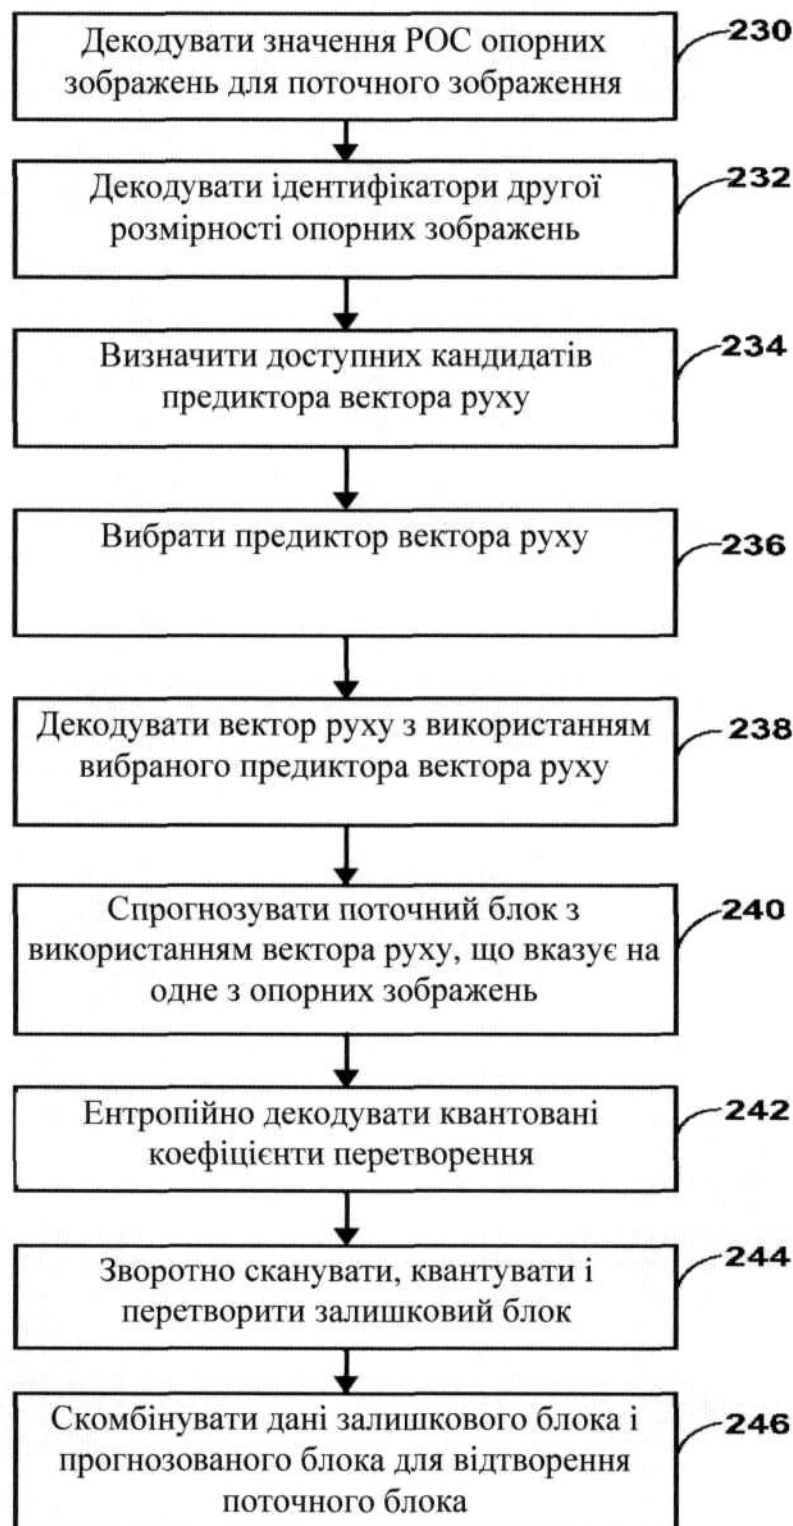 Декодувати значення POC опорних
зображень для поточного зображення
230
Декодувати ідентифікатори другої
розмірності опорних зображень
232
Визначити доступних кандидатів
предиктора вектора руху
234
Вибрати предиктор вектора руху
236
Декодувати вектор руху з використанням
вибраного предиктора вектора руху
238
Спрогнозувати поточний блок з
використанням вектора руху, що вказує на
одне з опорних зображень
240
Ентропійно декодувати квантовані
коефіцієнти перетворення
242
Зворотно сканувати, квантувати і
перетворити залишковий блок
244
Скомбінувати дані залишкового блока і
прогнозованого блока для відтворення
поточного блока
246